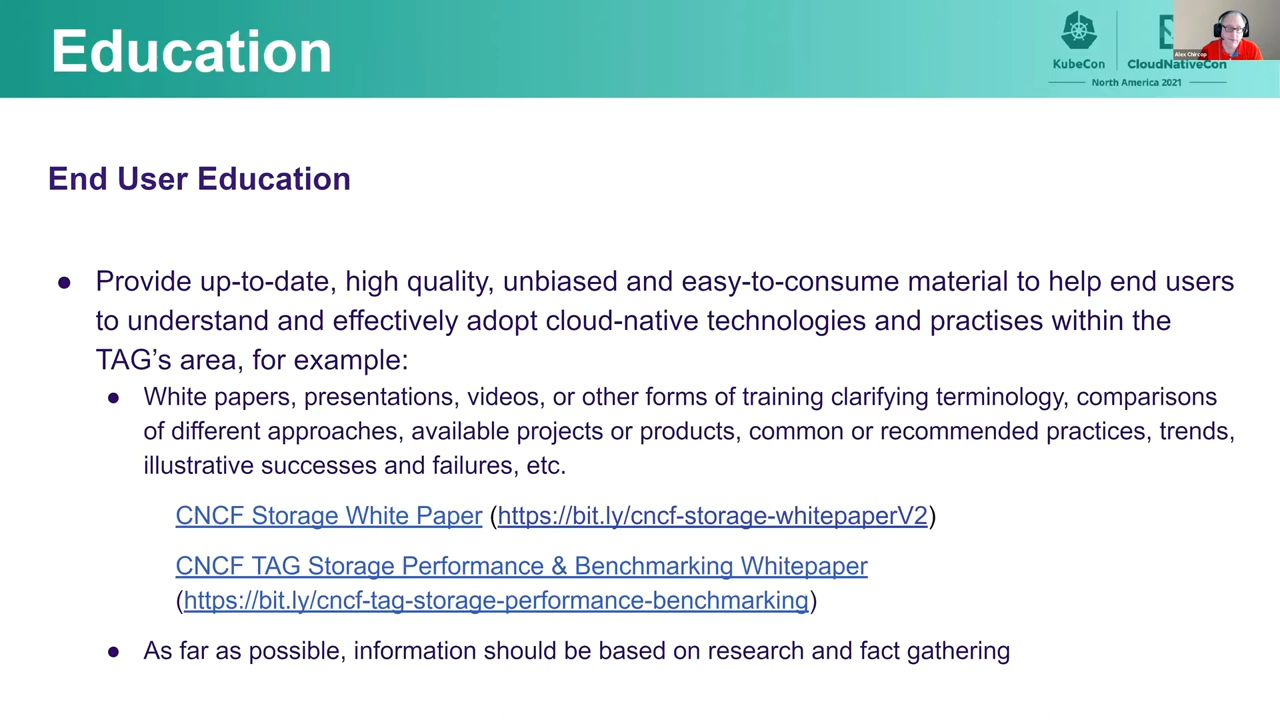 Education
KubeCon
CloudNativeCon
North America 2021
Alex Chircop
End User Education
● Provide up-to-date, high quality, unbiased and easy-to-consume material to help end users
to understand and effectively adopt cloud-native technologies and practises within the
TAG’s area, for example:
● White papers, presentations, videos, or other forms of training clarifying terminology, comparisons
of different approaches, available projects or products, common or recommended practices, trends,
illustrative successes and failures, etc.
CNCF Storage White Paper (https://bit.ly/cncf-storage-whitepaperV2)
CNCF TAG Storage Performance & Benchmarking Whitepaper
(https://bit.ly/cncf-tag-storage-performance-benchmarking)
● As far as possible, information should be based on research and fact gathering